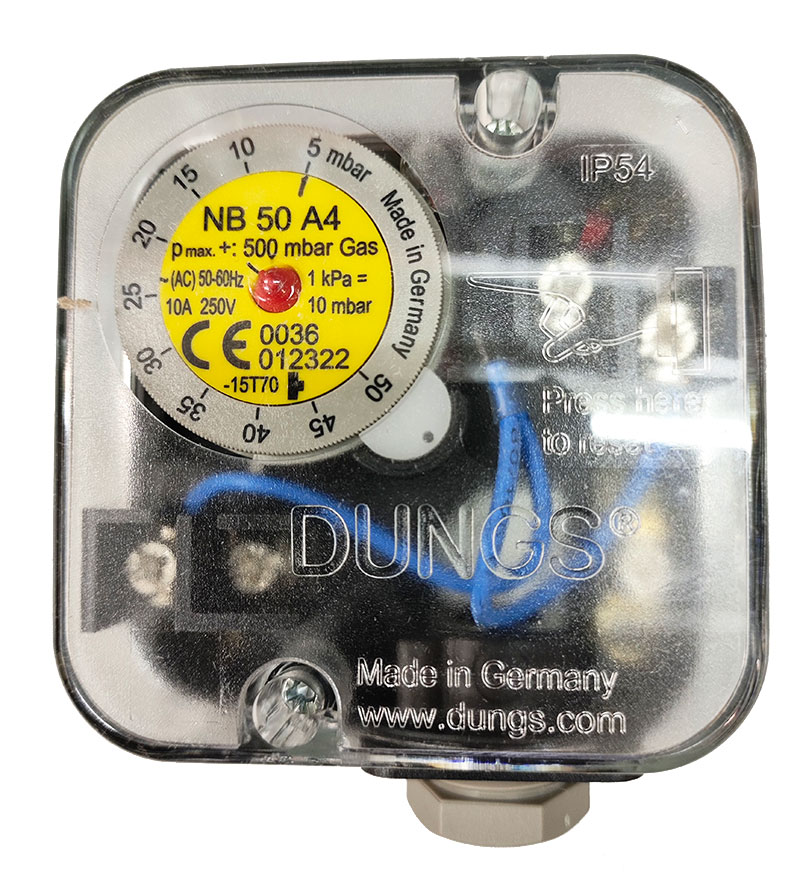 5 mbar
10
15
20
25
30
35
40
45
50
Made in Germany
NB 50 A4
pmax. +: 500 mbar Gas
~(AC) 50-60Hz
10A 250V
1 kPa =
10 mbar
CE 0036
012322
-15T70
IP54
Press here
to reset
DUNGS®
Made in Germany
www.dungs.com